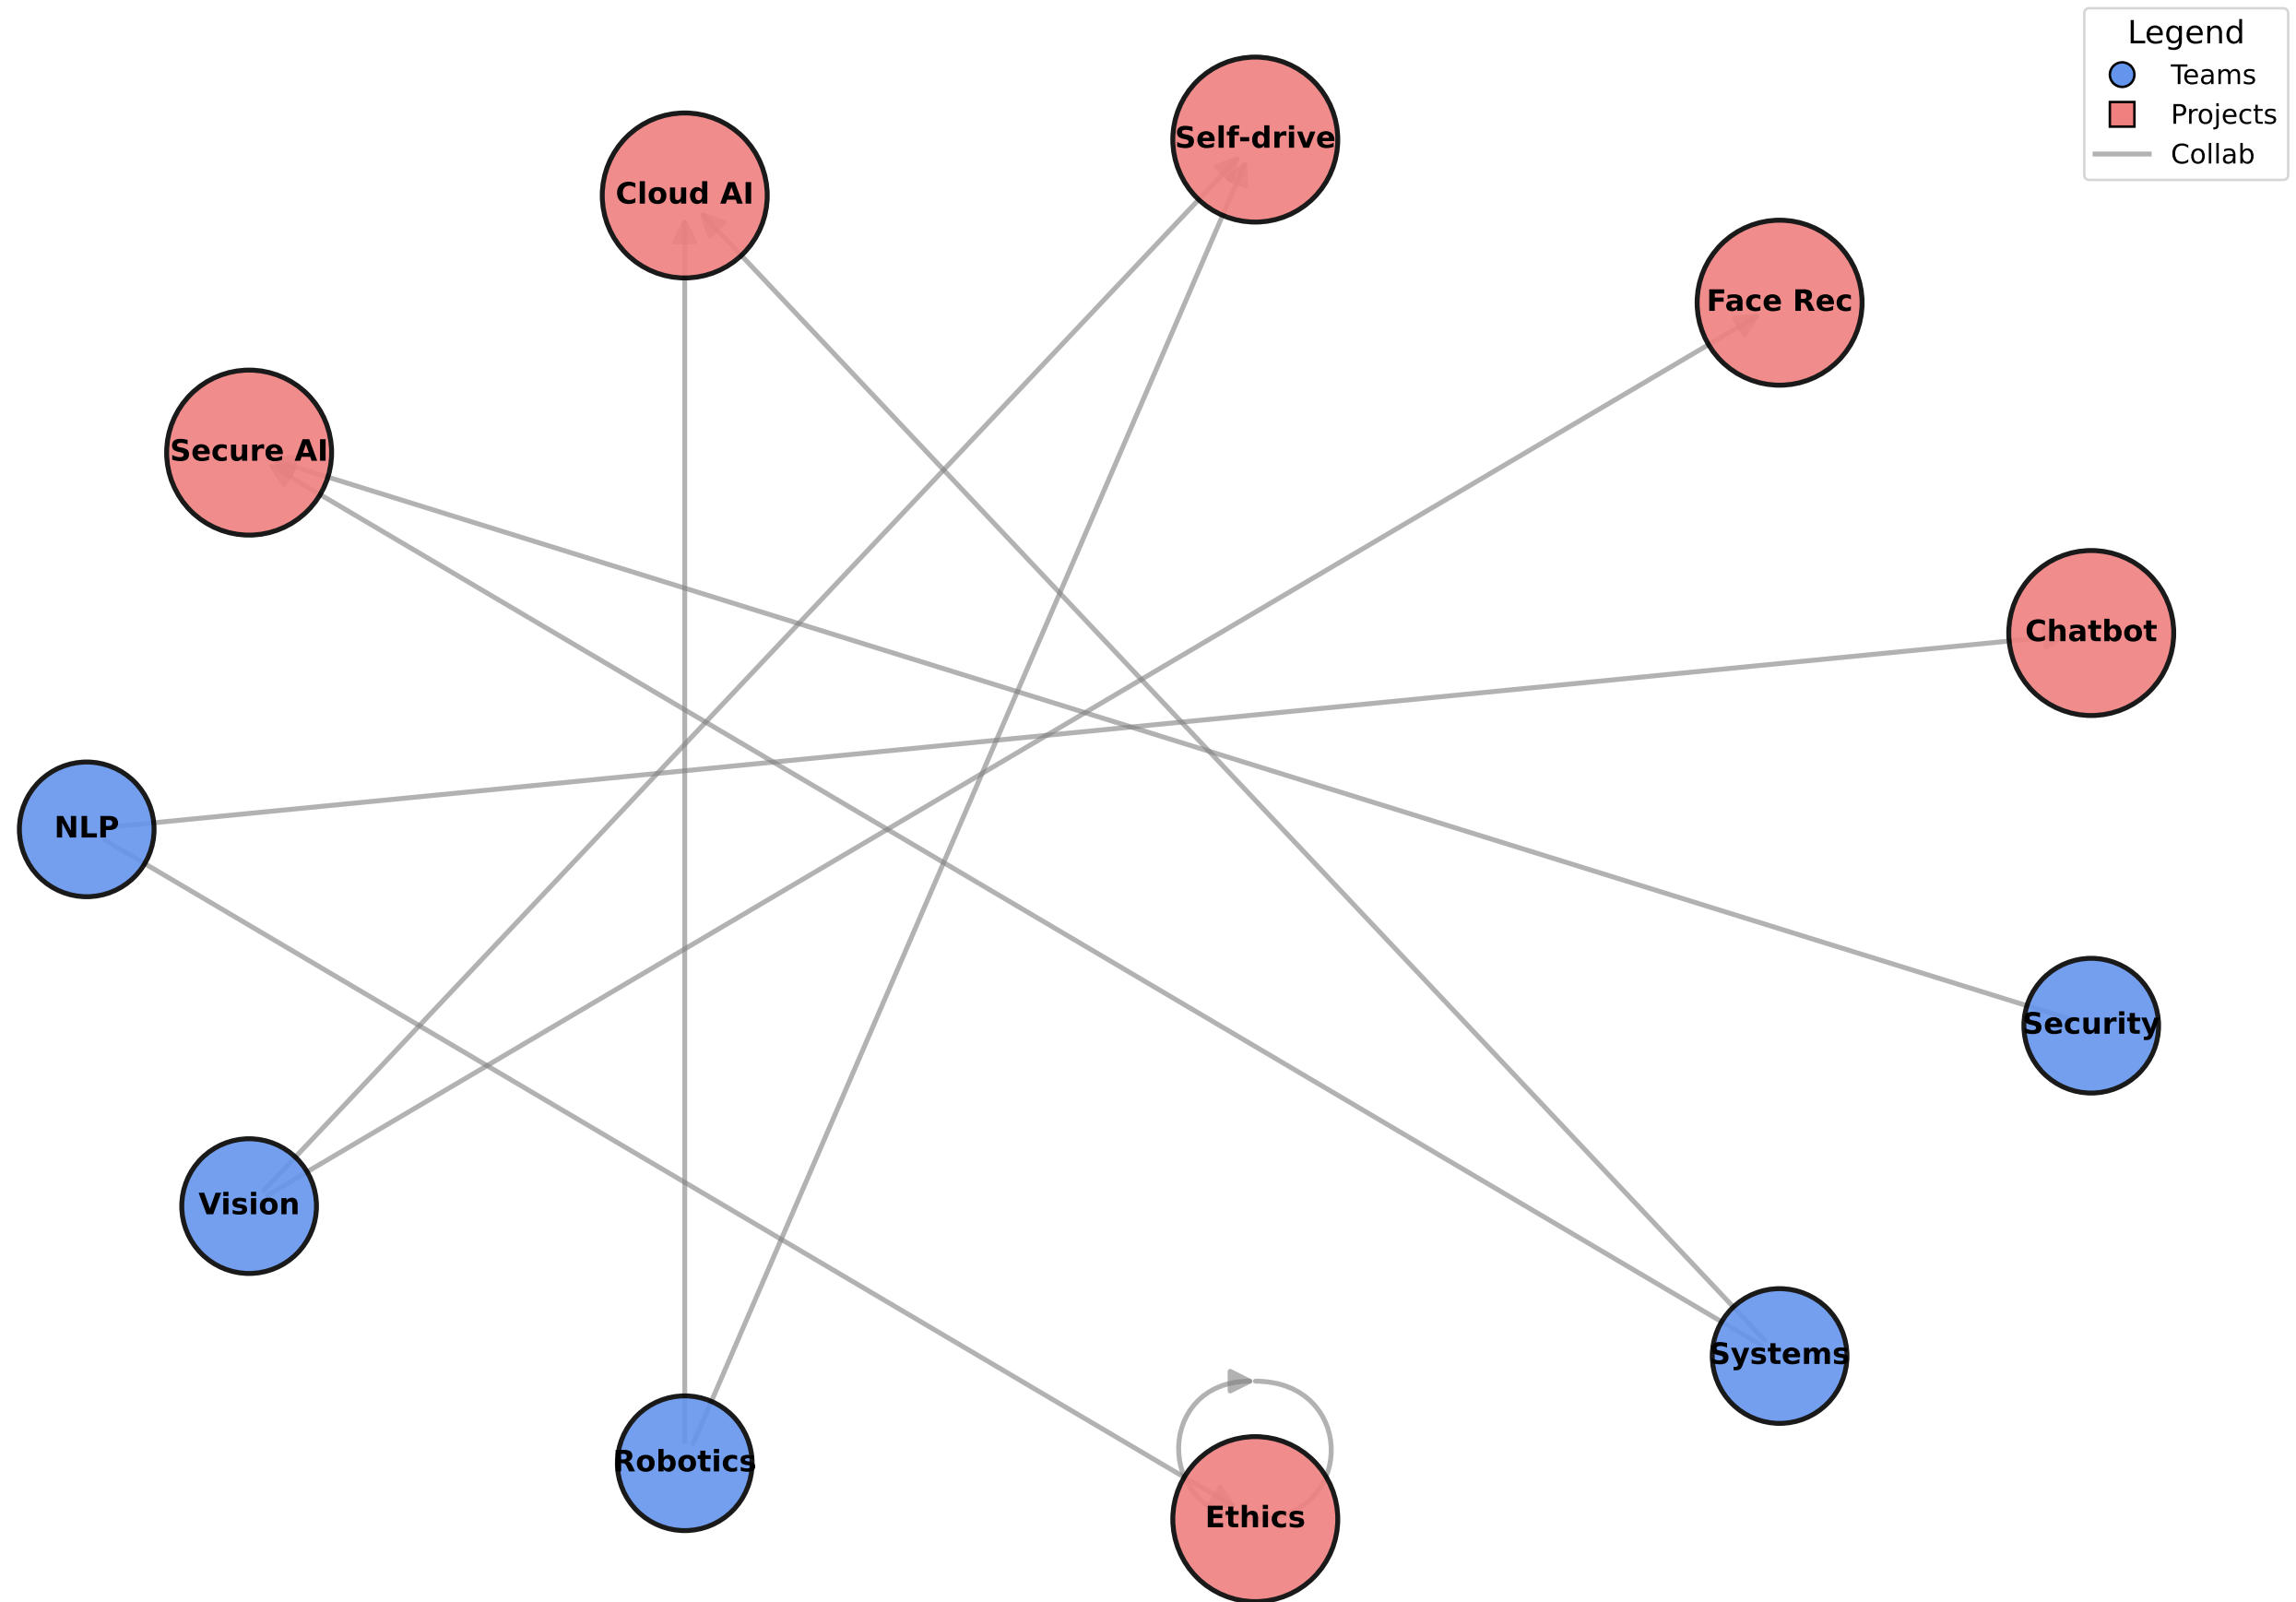 Legend
Teams
Projects
Collab
Self-drive
Cloud AI
Face Rec
Secure AI
Chatbot
NLP
Security
Vision
Systems
Robotics
Ethics